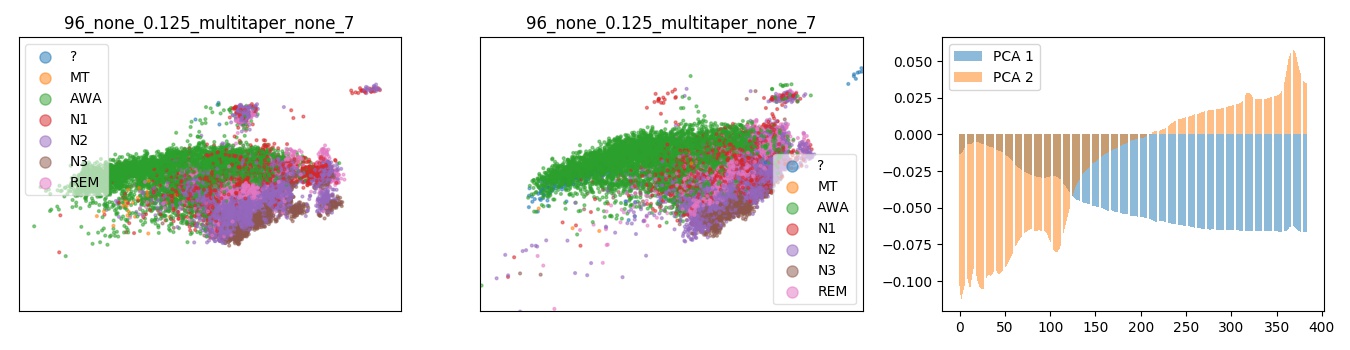 96_none_0.125_multitaper_none_7
?
MT
AWA
N1
N2
N3
REM
96_none_0.125_multitaper_none_7
?
MT
AWA
N1
N2
N3
REM
PCA 1
PCA 2
0.050
0.025
0.000
−0.025
−0.050
−0.075
−0.100
0 50 100 150 200 250 300 350 400